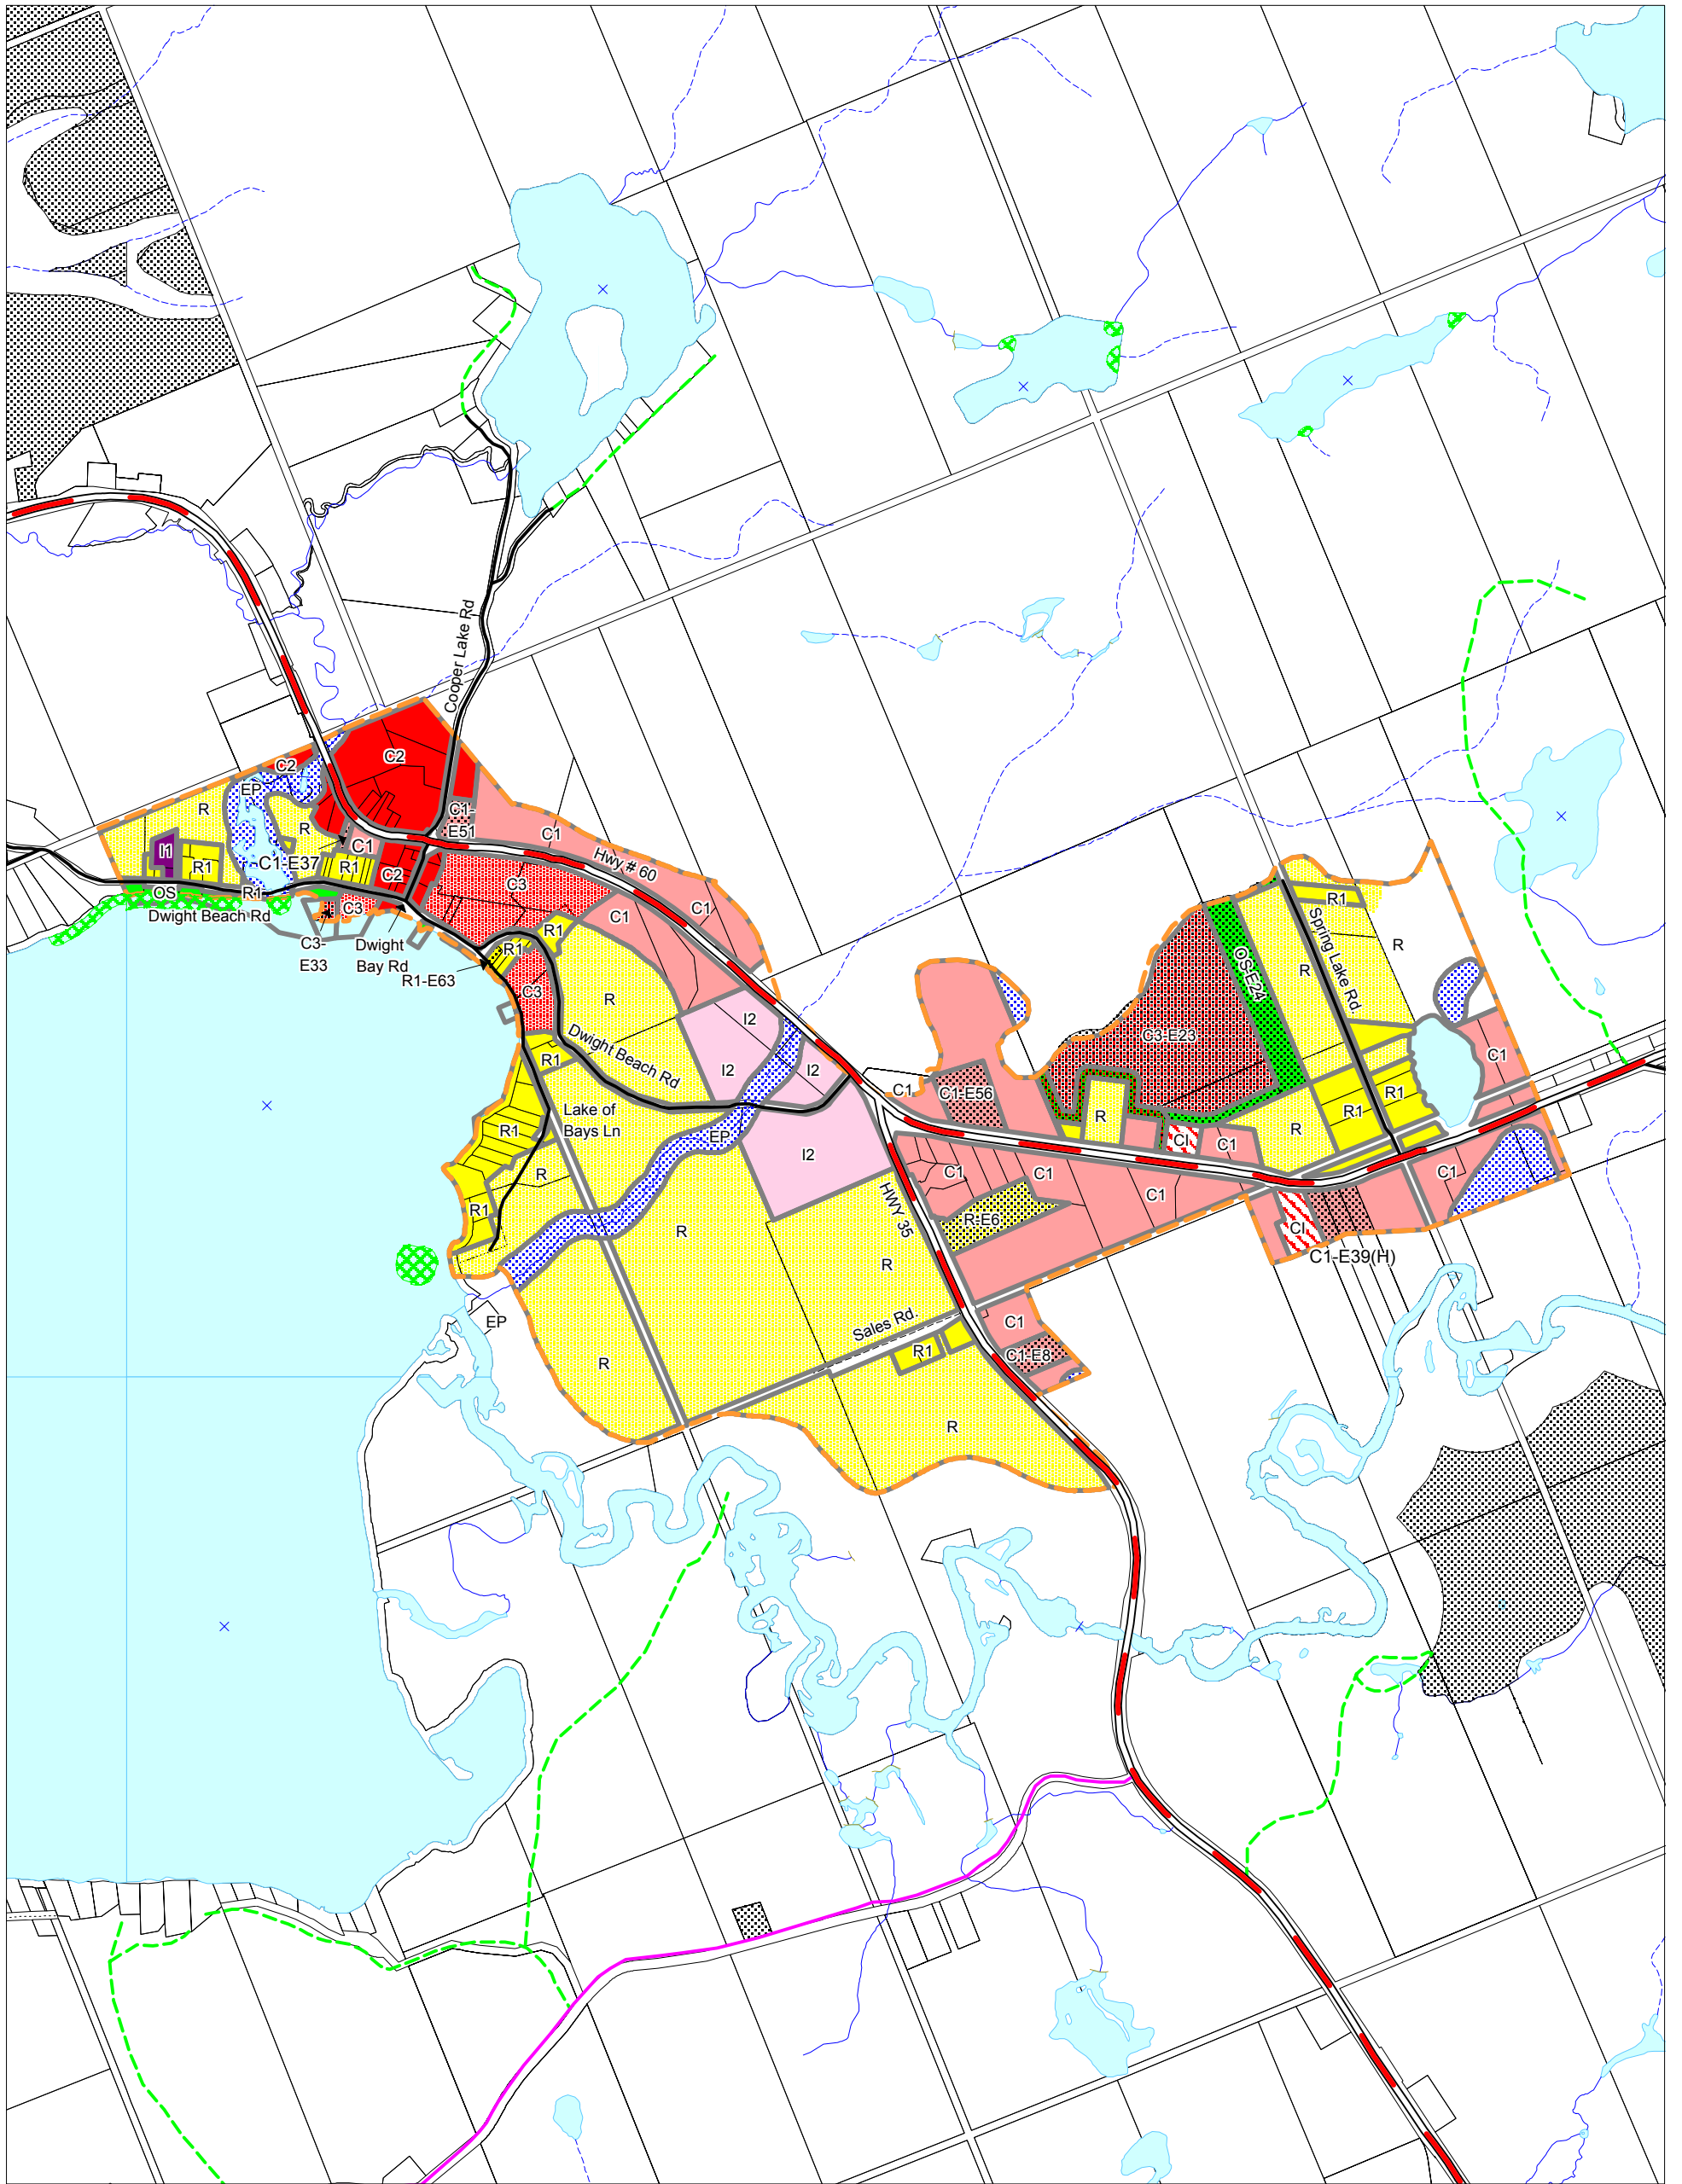 Cooper Lake Rd
C2
C2
EP
R
R
C1-
E51
C1
Hwy # 60
I1
R1
C1-E37
C1
R1
C2
C3
C1
C1
OS
R1
Dwight Beach Rd
C3
C3-
E33
Dwight
Bay Rd
R1-E63
R1
R1
C3
R
R1
R
Spring Lake Rd.
R
OS-E24
C3-E23
I2
I2
I2
Dwight Beach Rd
R1
C1
C1
C1-E56
R
Lake of
Bays Ln
R1
EP
I2
CI
C1
R
R1
R1
R
C1
C1
C1
C1
R1
R-E6
HWY 35
R
R
CI
C1-E39(H)
EP
Sales Rd.
C1
R1
C1-E8
R
R